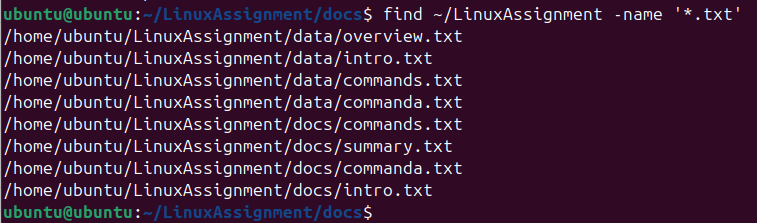 ubuntu@ubuntu:~/LinuxAssignment/docs$ find ~/LinuxAssignment -name '*.txt'
/home/ubuntu/LinuxAssignment/data/overview.txt
/home/ubuntu/LinuxAssignment/data/intro.txt
/home/ubuntu/LinuxAssignment/data/commands.txt
/home/ubuntu/LinuxAssignment/data/commanda.txt
/home/ubuntu/LinuxAssignment/docs/commands.txt
/home/ubuntu/LinuxAssignment/docs/summary.txt
/home/ubuntu/LinuxAssignment/docs/commanda.txt
/home/ubuntu/LinuxAssignment/docs/intro.txt
ubuntu@ubuntu:~/LinuxAssignment/docs$